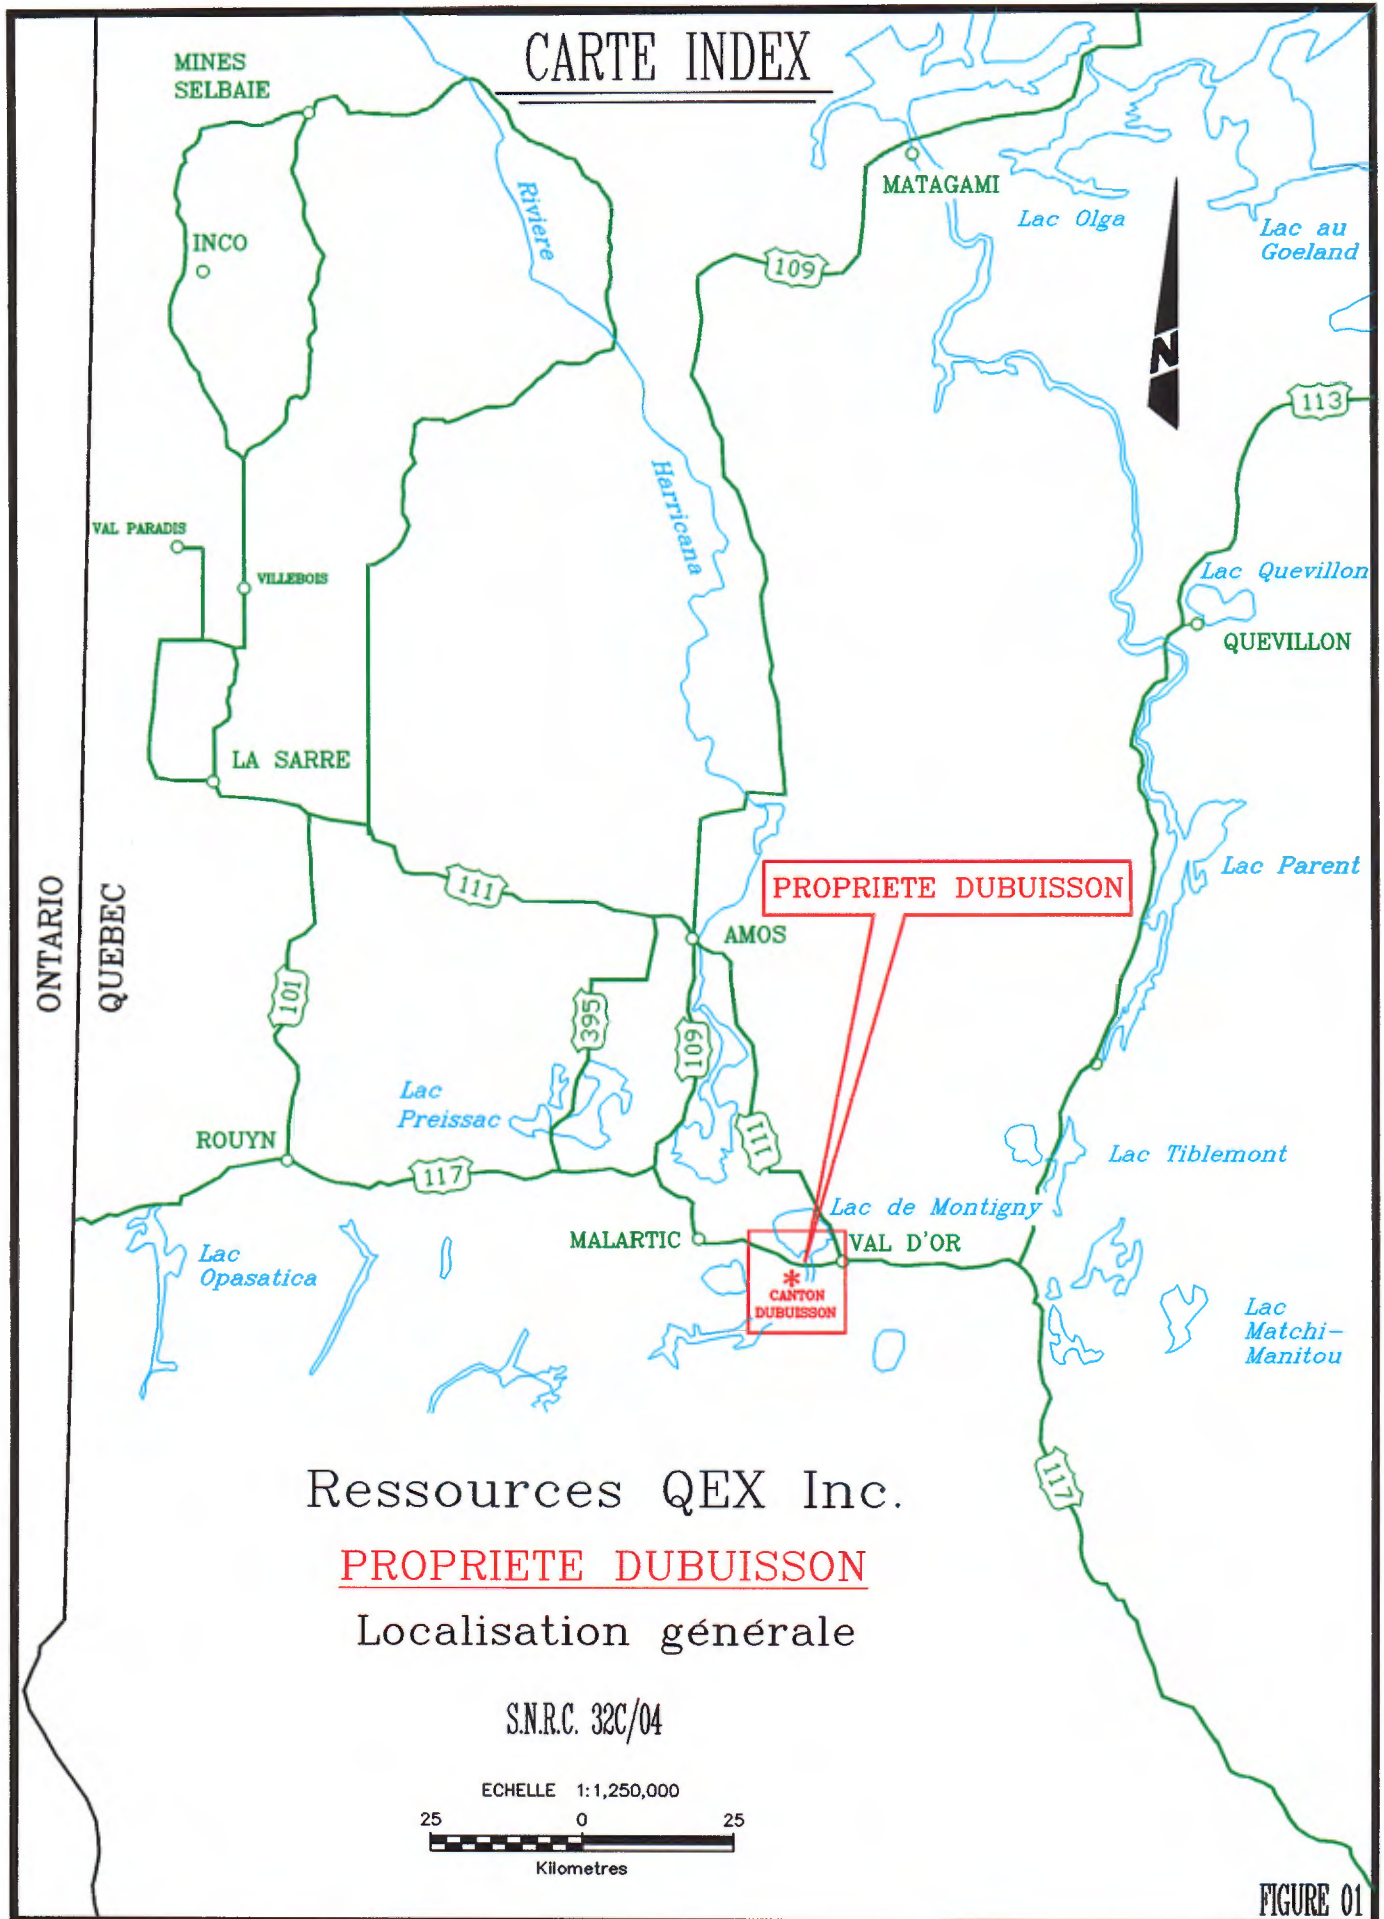 CARTE INDEX
MINES
SELBAIE
INCO
Riviere
MATAGAMI
Lac Olga
Lac au
Goeland
109
N
113
Harricana
VAL PARADIS
VILLEBOIS
Lac Quevillon
QUEVILLON
LA SARRE
ONTARIO
QUEBEC
111
PROPRIETE DUBUISSON
Lac Parent
AMOS
101
395
109
111
Lac
Preissac
ROUYN
117
Lac Tiblemont
Lac de Montigny
MALARTIC
VAL D'OR
Lac
Opasatica
*
CANTON
DUBUISSON
Lac
Matchi-
Manitou
117
Ressources QEX Inc.
PROPRIETE DUBUISSON
Localisation générale
S.N.R.C. 32C/04
ECHELLE 1:1,250,000
25 0 25
Kilometres
FIGURE 01